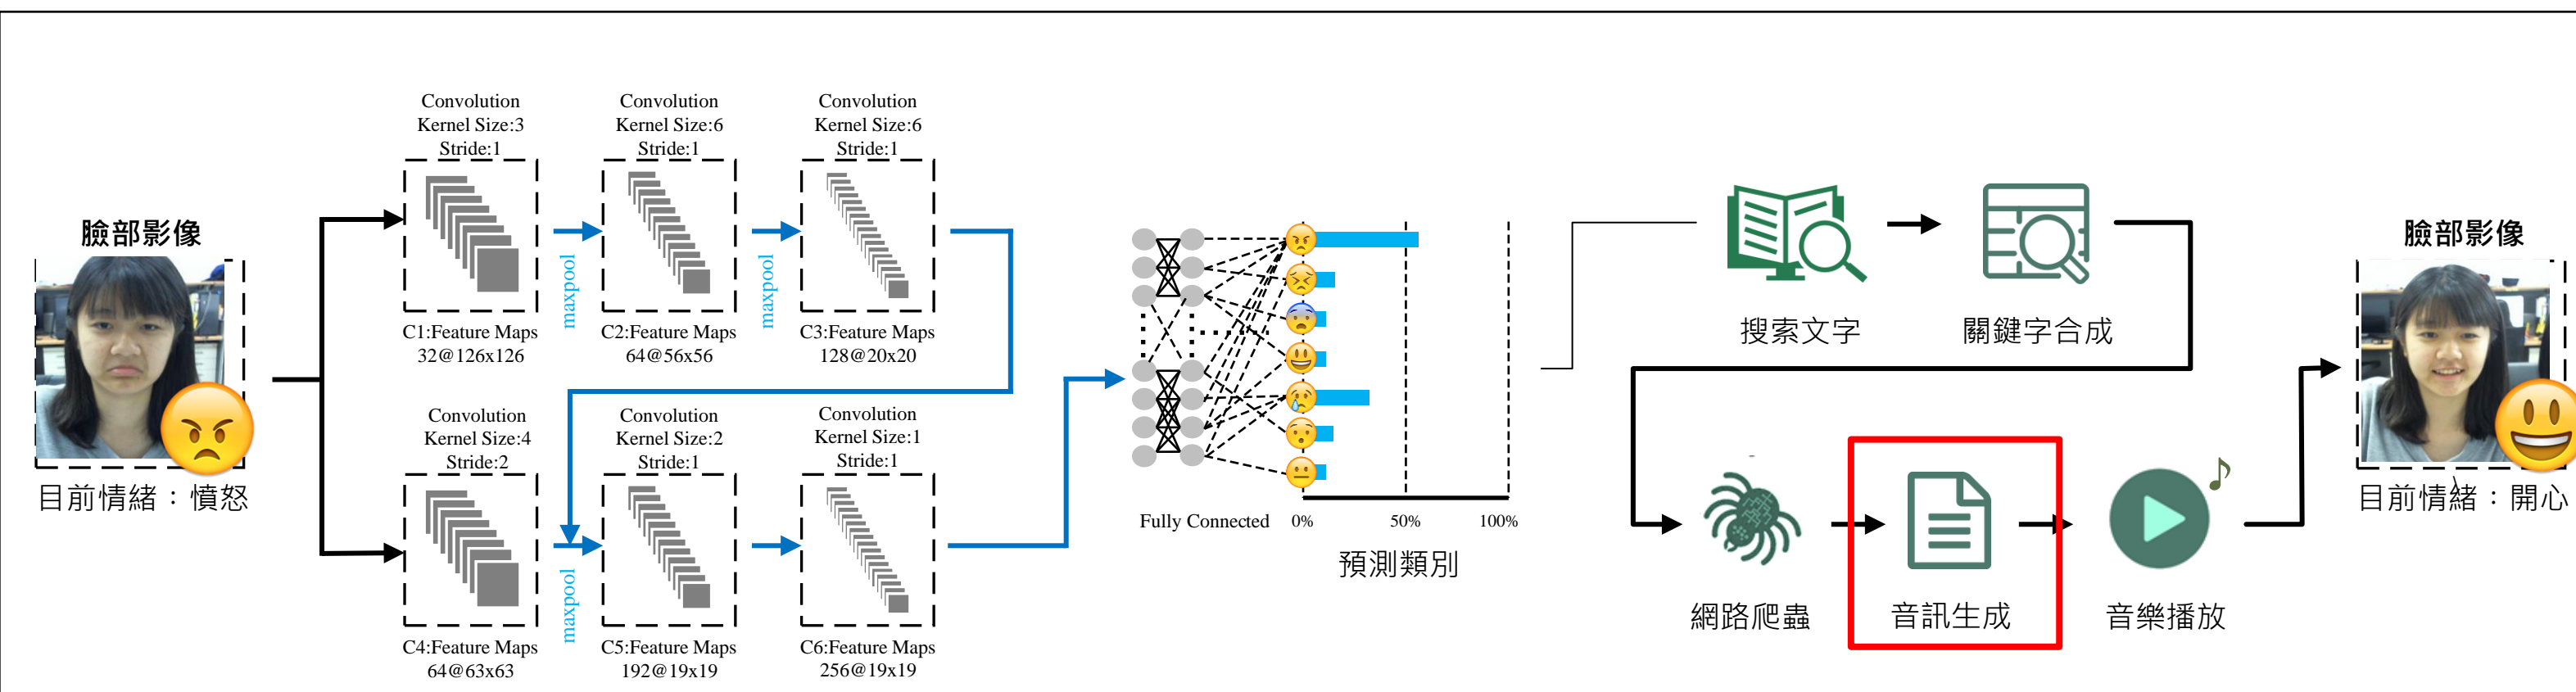 臉部影像
目前情緒：憤怒
Convolution
Kernel Size:3
Stride:1
C1:Feature Maps
32@126x126
maxpool
Convolution
Kernel Size:6
Stride:1
C2:Feature Maps
64@56x56
maxpool
Convolution
Kernel Size:6
Stride:1
C3:Feature Maps
128@20x20
Convolution
Kernel Size:4
Stride:2
C4:Feature Maps
64@63x63
maxpool
Convolution
Kernel Size:2
Stride:1
C5:Feature Maps
192@19x19
Convolution
Kernel Size:1
Stride:1
C6:Feature Maps
256@19x19
Fully Connected
0%
50%
100%
預測類別
搜索文字
關鍵字合成
網路爬蟲
音訊生成
音樂播放
臉部影像
目前情緒：開心